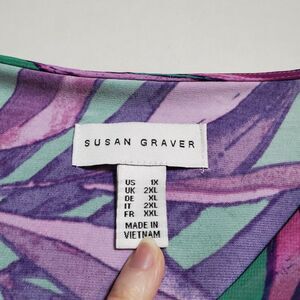 SUSAN GRAVER
US 1X
UK 2XL
DE XL
IT 2XL
FR XXL
MADE IN
VIETNAM